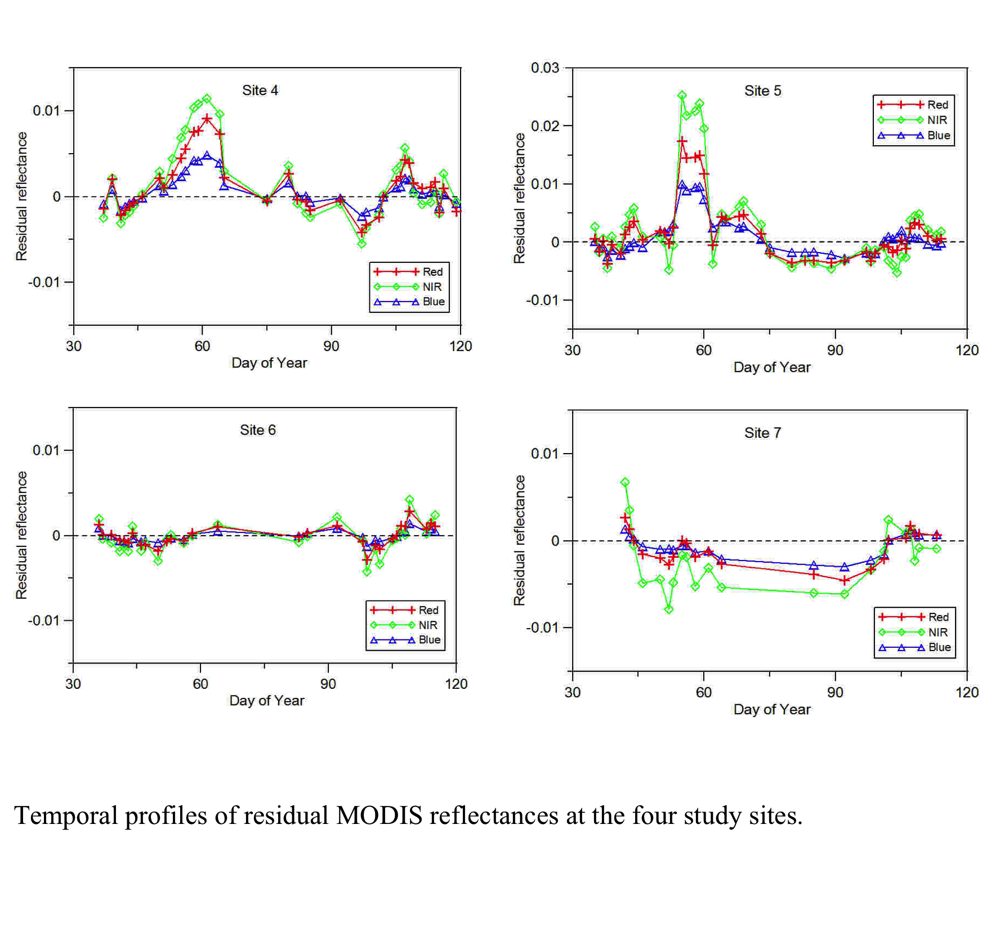 Site 4
Residual reflectance
0.01
0
-0.01
Red
NIR
Blue
30
60
90
120
Day of Year
Site 5
Residual reflectance
0.03
0.02
0.01
0
-0.01
Red
NIR
Blue
30
60
90
120
Day of Year
Site 6
Residual reflectance
0.01
0
-0.01
Red
NIR
Blue
30
60
90
120
Day of Year
Site 7
Residual reflectance
0.01
0
-0.01
Red
NIR
Blue
30
60
90
120
Day of Year
Temporal profiles of residual MODIS reflectances at the four study sites.